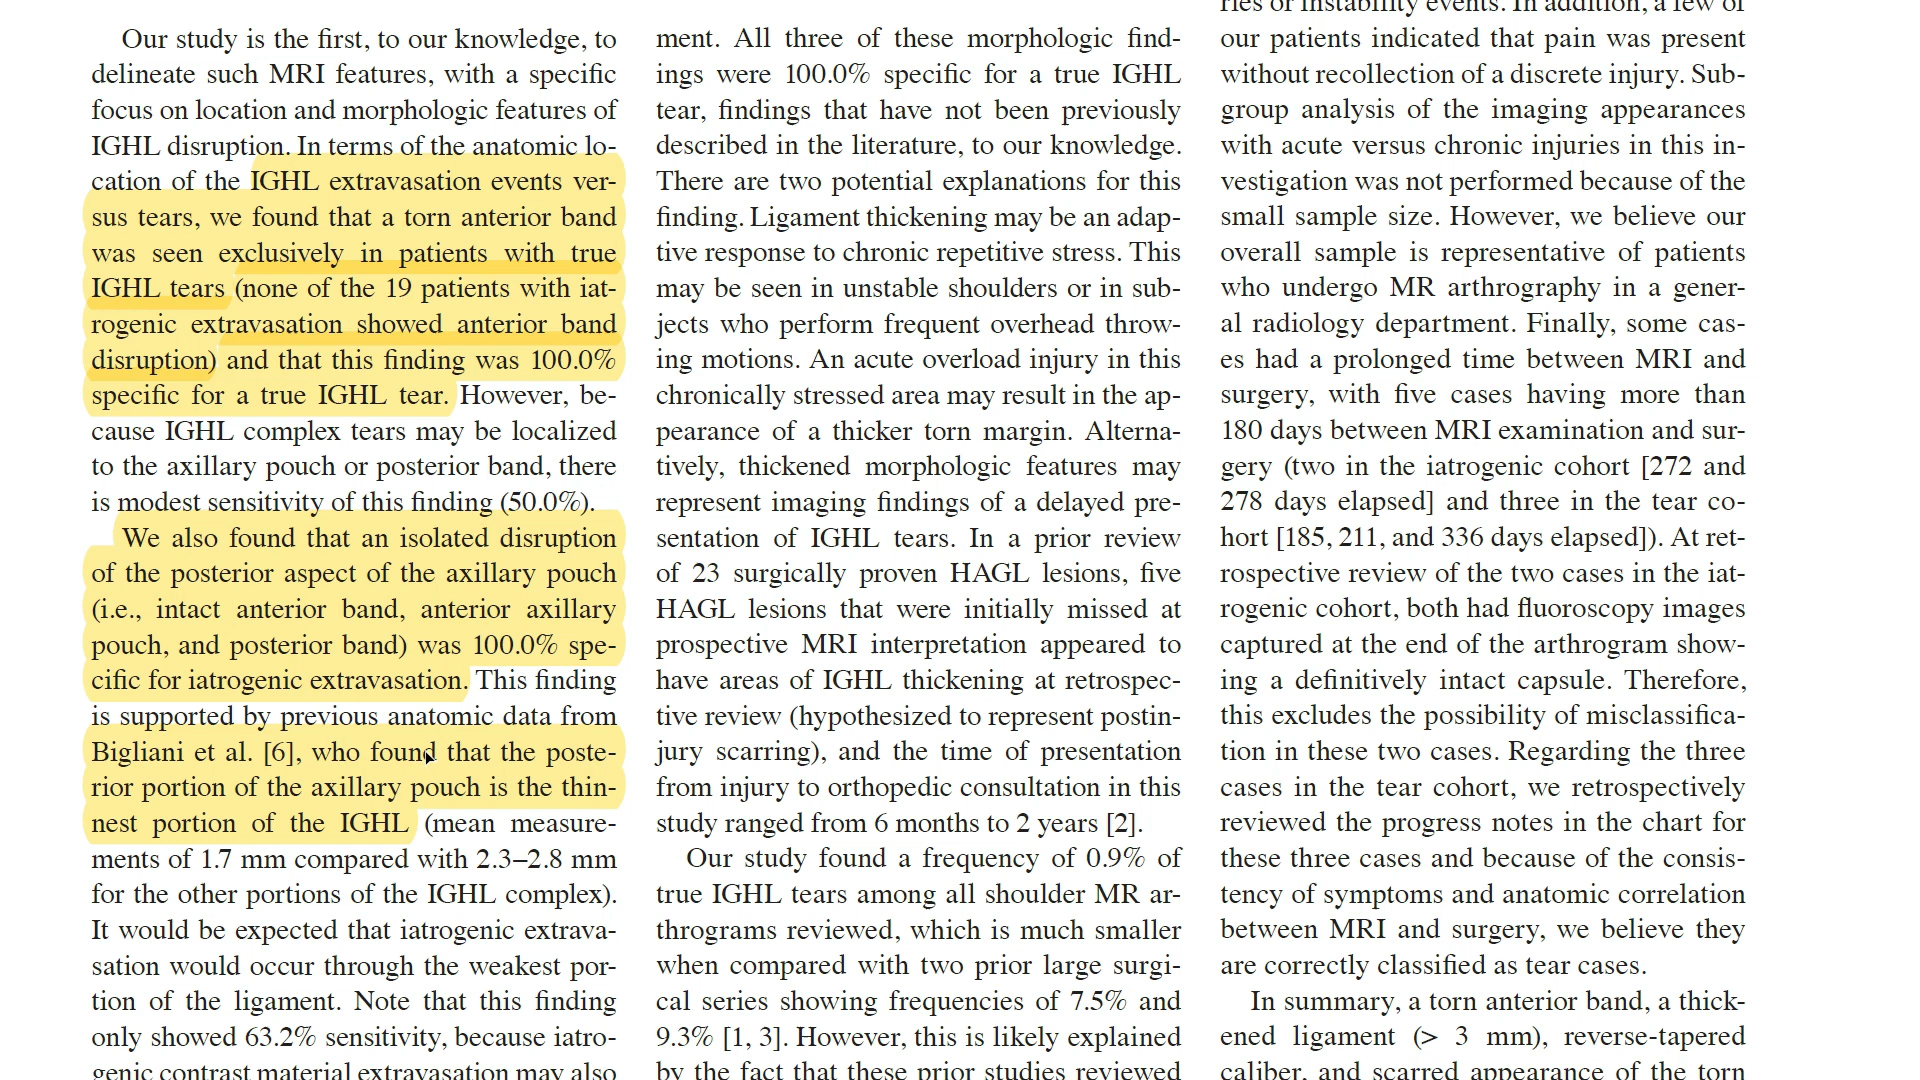 Our study is the first, to our knowledge, to
delineate such MRI features, with a specific
focus on location and morphologic features of
IGHL disruption. In terms of the anatomic lo-
cation of the IGHL extravasation events ver-
sus tears, we found that a torn anterior band
was seen exclusively in patients with true
IGHL tears (none of the 19 patients with iat-
rogenic extravasation showed anterior band
disruption) and that this finding was 100.0%
specific for a true IGHL tear. However, be-
cause IGHL complex tears may be localized
to the axillary pouch or posterior band, there
is modest sensitivity of this finding (50.0%).
We also found that an isolated disruption
of the posterior aspect of the axillary pouch
(i.e., intact anterior band, anterior axillary
pouch, and posterior band) was 100.0% spe-
cific for iatrogenic extravasation. This finding
is supported by previous anatomic data from
Bigliani et al. [6], who found that the poste-
rior portion of the axillary pouch is the thin-
nest portion of the IGHL (mean measure-
ments of 1.7 mm compared with 2.3–2.8 mm
for the other portions of the IGHL complex).
It would be expected that iatrogenic extrava-
sation would occur through the weakest por-
tion of the ligament. Note that this finding
only showed 63.2% sensitivity, because iatro-
genic contrast material extravasation may also
ment. All three of these morphologic find-
ings were 100.0% specific for a true IGHL
tear, findings that have not been previously
described in the literature, to our knowledge.
There are two potential explanations for this
finding. Ligament thickening may be an adap-
tive response to chronic repetitive stress. This
may be seen in unstable shoulders or in sub-
jects who perform frequent overhead throw-
ing motions. An acute overload injury in this
chronically stressed area may result in the ap-
pearance of a thicker torn margin. Alterna-
tively, thickened morphologic features may
represent imaging findings of a delayed pre-
sentation of IGHL tears. In a prior review
of 23 surgically proven HAGL lesions, five
HAGL lesions that were initially missed at
prospective MRI interpretation appeared to
have areas of IGHL thickening at retrospec-
tive review (hypothesized to represent postin-
jury scarring), and the time of presentation
from injury to orthopedic consultation in this
study ranged from 6 months to 2 years [2].
Our study found a frequency of 0.9% of
true IGHL tears among all shoulder MR ar-
thrograms reviewed, which is much smaller
when compared with two prior large surgi-
cal series showing frequencies of 7.5% and
9.3% [1, 3]. However, this is likely explained
by the fact that these prior studies reviewed
ries or instability events. In addition, a few of
our patients indicated that pain was present
without recollection of a discrete injury. Sub-
group analysis of the imaging appearances
with acute versus chronic injuries in this in-
vestigation was not performed because of the
small sample size. However, we believe our
overall sample is representative of patients
who undergo MR arthrography in a gener-
al radiology department. Finally, some cas-
es had a prolonged time between MRI and
surgery, with five cases having more than
180 days between MRI examination and sur-
gery (two in the iatrogenic cohort [272 and
278 days elapsed] and three in the tear co-
hort [185, 211, and 336 days elapsed]). At ret-
rospective review of the two cases in the iat-
rogenic cohort, both had fluoroscopy images
captured at the end of the arthrogram show-
ing a definitively intact capsule. Therefore,
this excludes the possibility of misclassifica-
tion in these two cases. Regarding the three
cases in the tear cohort, we retrospectively
reviewed the progress notes in the chart for
these three cases and because of the consis-
tency of symptoms and anatomic correlation
between MRI and surgery, we believe they
are correctly classified as tear cases.
In summary, a torn anterior band, a thick-
ened ligament (> 3 mm), reverse-tapered
caliber, and scarred appearance of the torn